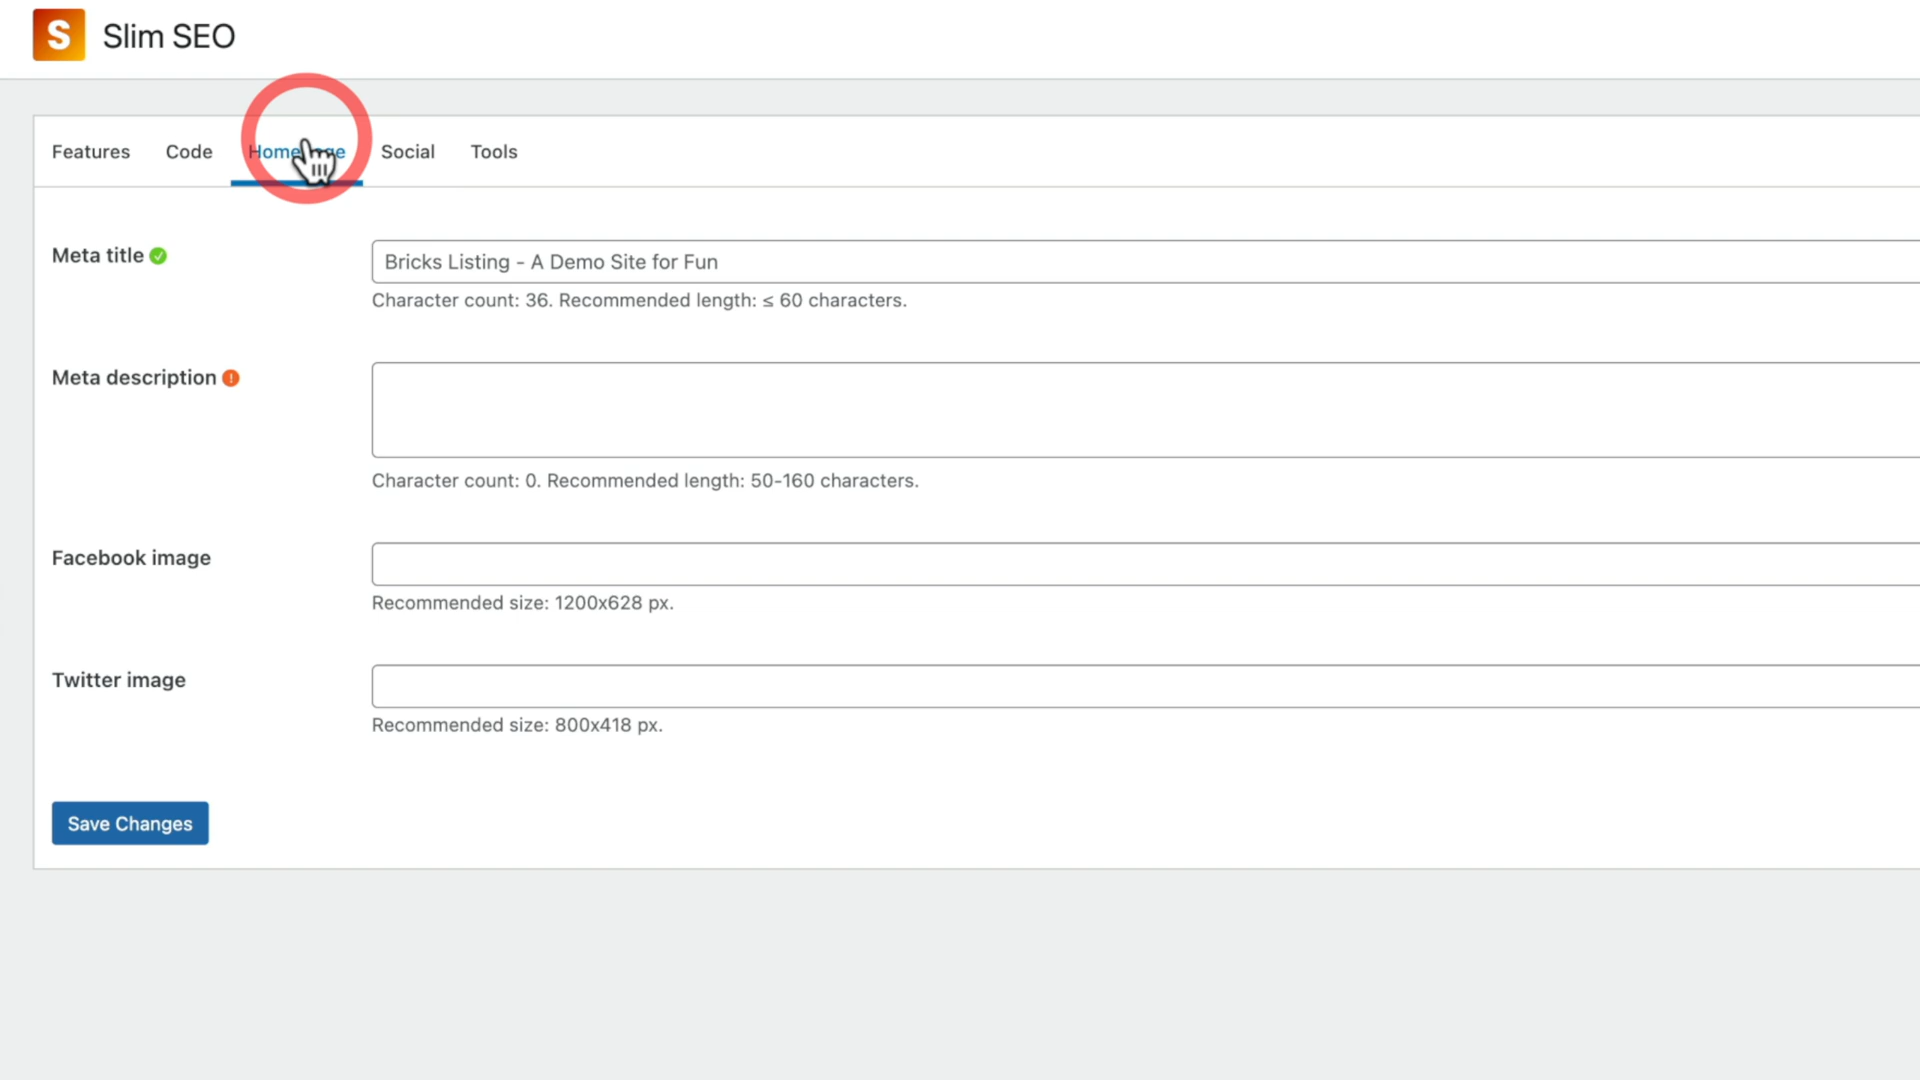 S Slim SEO
Features Code Social Tools
Meta title
Bricks Listing - A Demo Site for Fun
Character count: 36. Recommended length: ≤ 60 characters.
Meta description !
Character count: 0. Recommended length: 50-160 characters.
Facebook image
Recommended size: 1200x628 px.
Twitter image
Recommended size: 800x418 px.
Save Changes